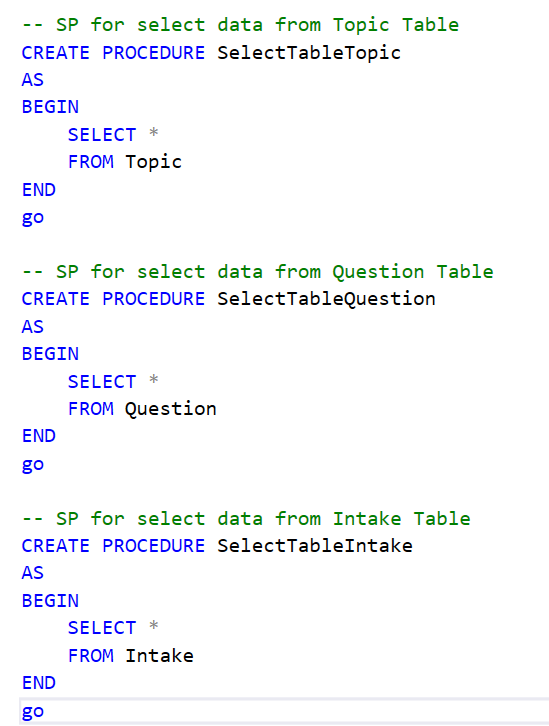 -- SP for select data from Topic Table
CREATE PROCEDURE SelectTableTopic
AS
BEGIN
    SELECT *
    FROM Topic
END
go

-- SP for select data from Question Table
CREATE PROCEDURE SelectTableQuestion
AS
BEGIN
    SELECT *
    FROM Question
END
go

-- SP for select data from Intake Table
CREATE PROCEDURE SelectTableIntake
AS
BEGIN
    SELECT *
    FROM Intake
END
go